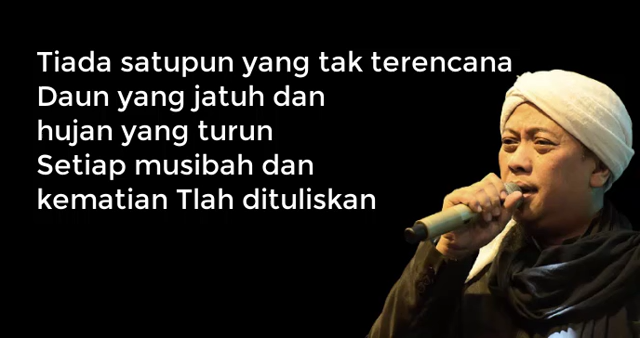 Tiada satupun yang tak terencana
Daun yang jatuh dan
hujan yang turun
Setiap musibah dan
kematian Tlah dituliskan